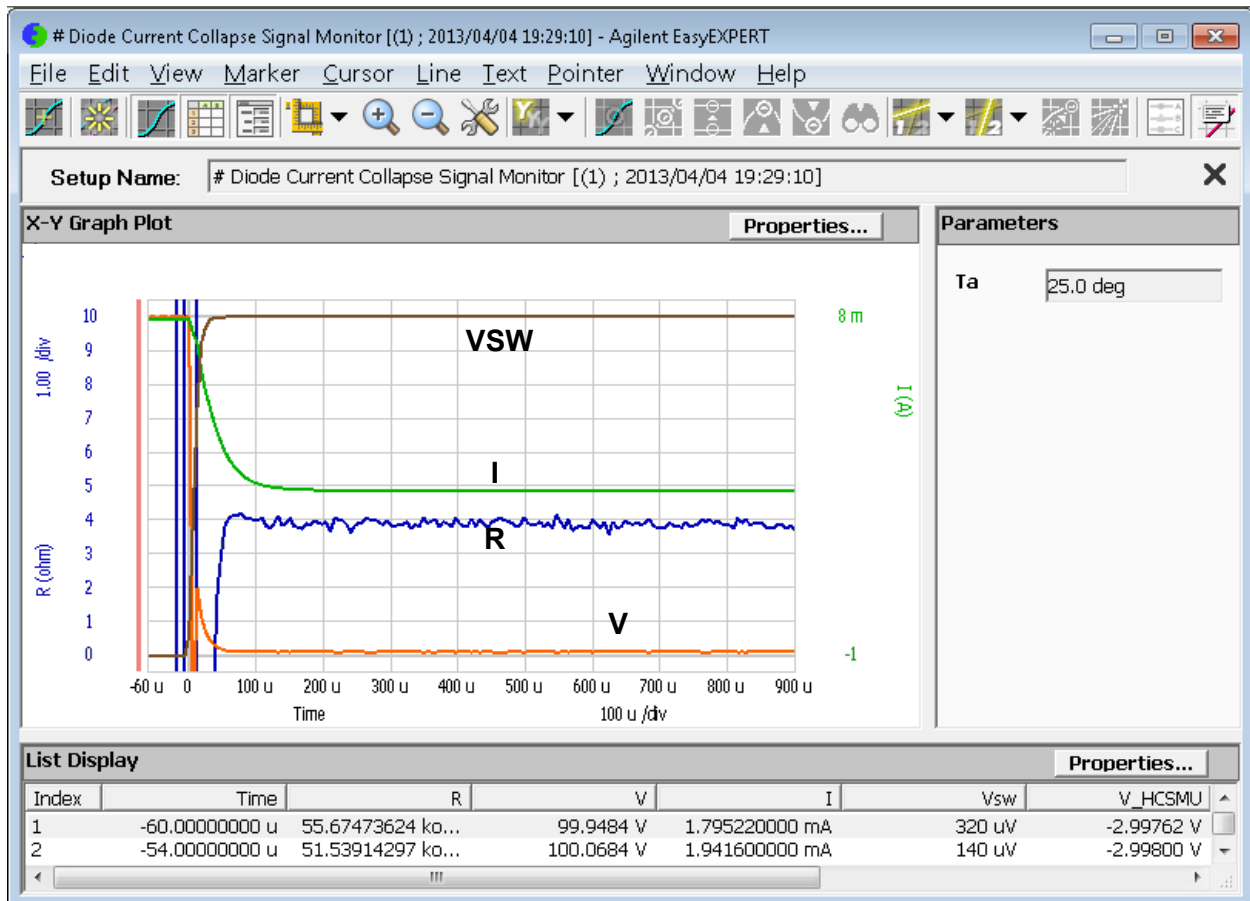 # Diode Current Collapse Signal Monitor [(1) ; 2013/04/04 19:29:10] - Agilent EasyEXPERT
File Edit View Marker Cursor Line Text Pointer Window Help
Setup Name: # Diode Current Collapse Signal Monitor [(1) ; 2013/04/04 19:29:10]
X-Y Graph Plot Properties... Parameters
Ta 25.0 deg
1.00 /div
R (ohm)
10
9
8
7
6
5
4
3
2
1
0
VSW
I
R
V
8 m
I (A)
-1
-60 u 0 100 u 200 u 300 u 400 u 500 u 600 u 700 u 800 u 900 u
Time 100 u /div
List Display Properties...
Index Time R V I Vsw V_HCSMU
1 -60.00000000 u 55.67473624 ko... 99.9484 V 1.795220000 mA 320 uV -2.99762 V
2 -54.00000000 u 51.53914297 ko... 100.0684 V 1.941600000 mA 140 uV -2.99800 V